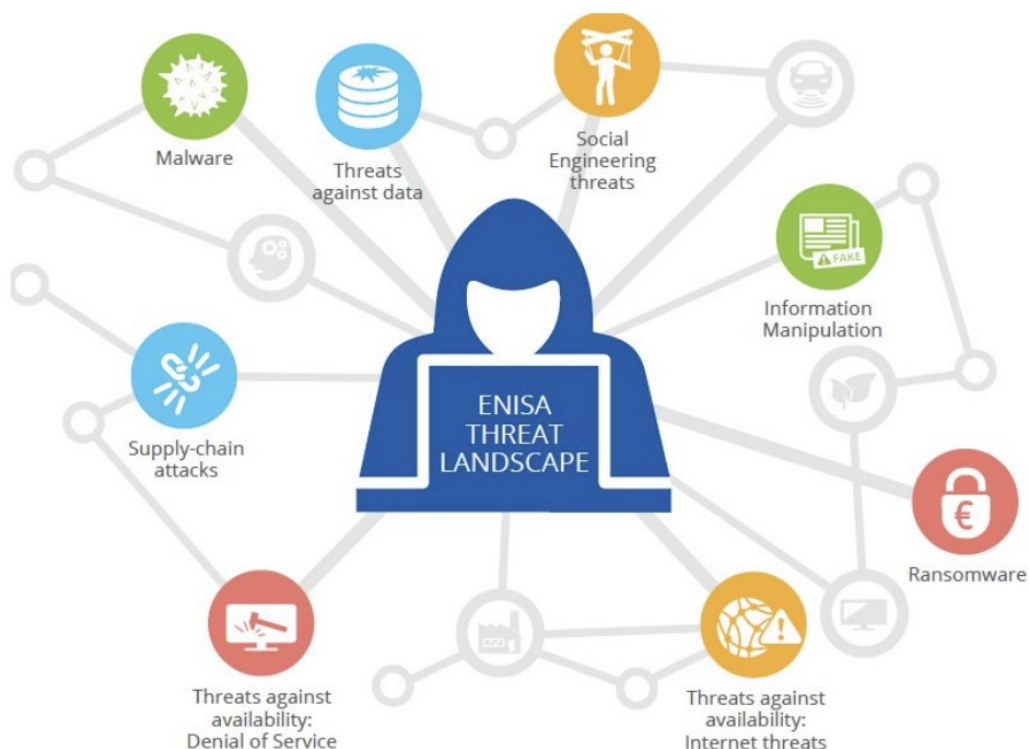 Malware
Threats
against data
Social
Engineering
threats
FAKE
Information
Manipulation
ENISA
THREAT
LANDSCAPE
Supply-chain
attacks
€
Ransomware
Threats against
availability:
Denial of Service
Threats against
availability:
Internet threats